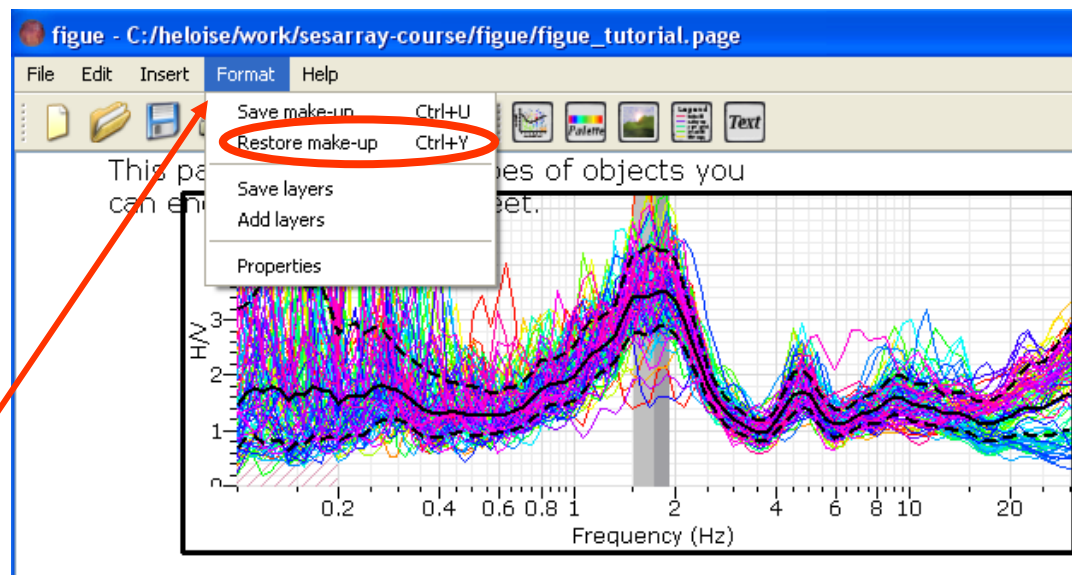 figue - C:/heloise/work/sesarray-course/figue/figue_tutorial.page
File Edit Insert Format Help
Save make-up Ctrl+U
Restore make-up Ctrl+Y
Save layers
Add layers
Properties
Palette
Legend
Text
This pa pes of objects you
can en eet.
H/V
3
2
1
0
0.2 0.4 0.6 0.8 1 2 4 6 8 10 20
Frequency (Hz)